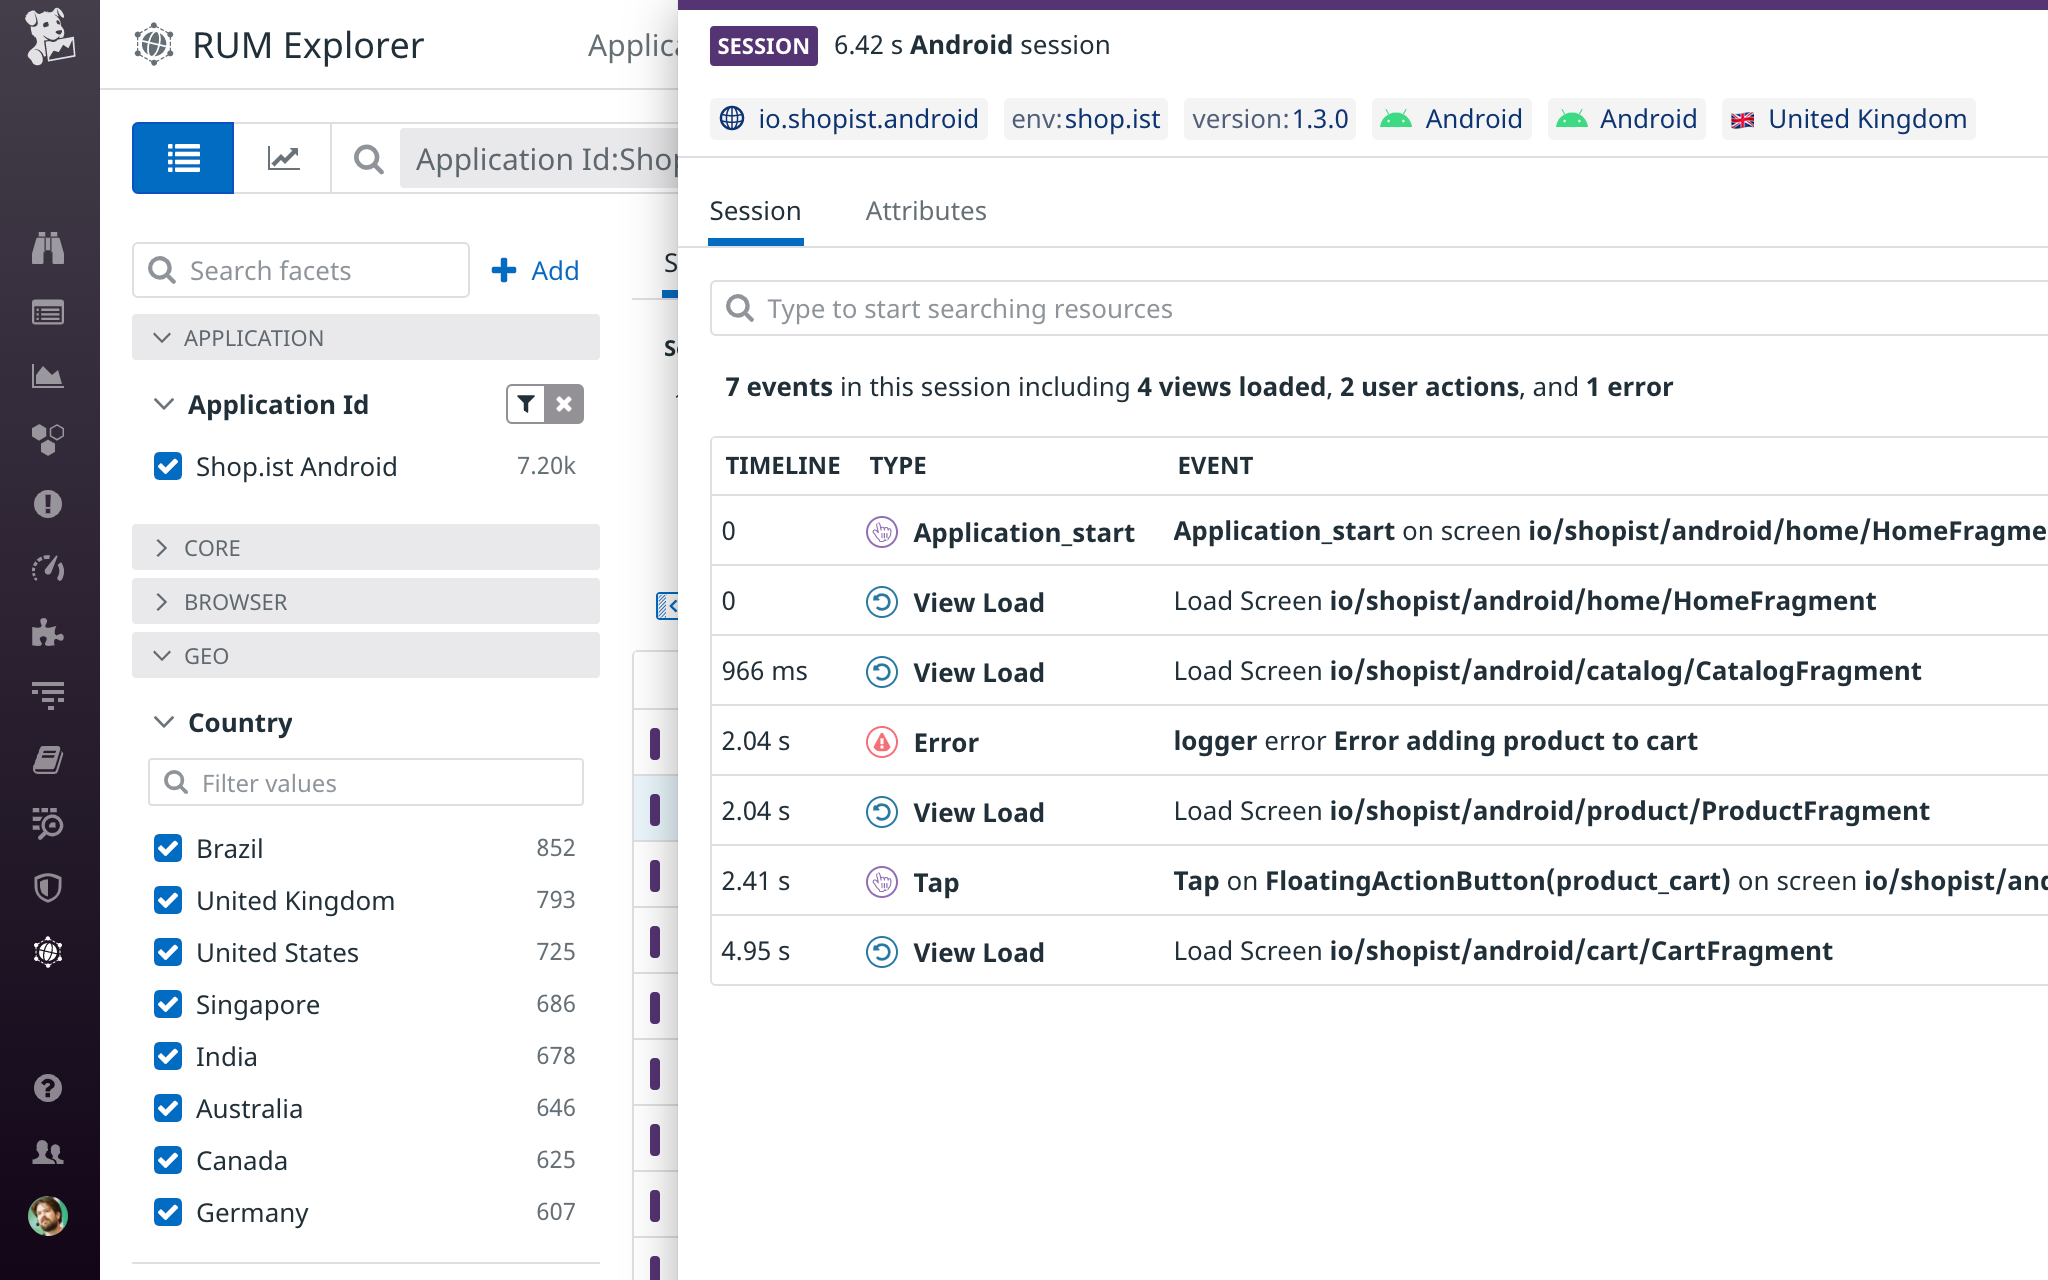 RUM Explorer
Application Id:Shop
Search facets
Add
APPLICATION
Application Id
Shop.ist Android 7.20k
CORE
BROWSER
GEO
Country
Filter values
Brazil 852
United Kingdom 793
United States 725
Singapore 686
India 678
Australia 646
Canada 625
Germany 607
SESSION 6.42 s Android session
io.shopist.android env:shop.ist version:1.3.0 Android Android United Kingdom
Session Attributes
Type to start searching resources
7 events in this session including 4 views loaded, 2 user actions, and 1 error
TIMELINE TYPE EVENT
0 Application_start Application_start on screen io/shopist/android/home/HomeFragme
0 View Load Load Screen io/shopist/android/home/HomeFragment
966 ms View Load Load Screen io/shopist/android/catalog/CatalogFragment
2.04 s Error logger error Error adding product to cart
2.04 s View Load Load Screen io/shopist/android/product/ProductFragment
2.41 s Tap Tap on FloatingActionButton(product_cart) on screen io/shopist/and
4.95 s View Load Load Screen io/shopist/android/cart/CartFragment